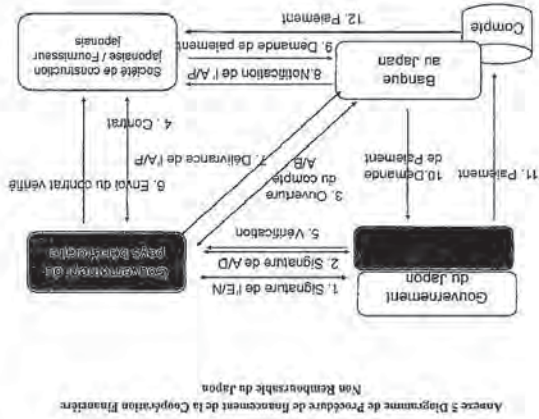 Annexe 5 Diagramme de Procédure de financement de la Coopération Financière
Non Remboursable du Japon
Gouvernement
du Japon
1. Signature de l'E/N
2. Signature de A/D
5. Vérification
Gouvernement du
pays bénéficiaire
11. Paiement
10.Demande
de Paiement
3. Ouverture
du compte
A/B
7. Délivrance de l'A/P
4. Contrat
6. Envoi du contrat vérifié
Compte
Banque
au Japan
8.Notification de l'A/P
9. Demande de paiement
12. Paiement
Société de construction
japonaise / Fournisseur
japonais